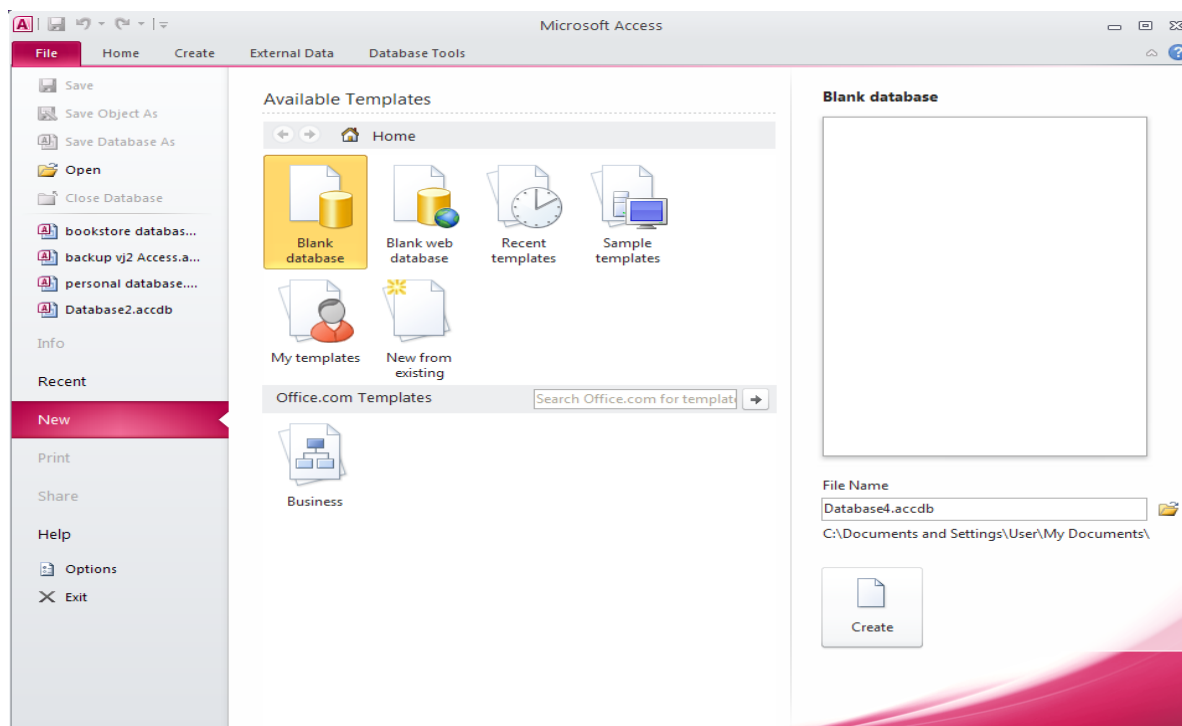 Microsoft Access
File Home Create External Data Database Tools
Save
Save Object As
Save Database As
Open
Close Database
bookstore databas...
backup vj2 Access.a...
personal database....
Database2.accdb
Info
Recent
New
Print
Share
Help
Options
Exit
Available Templates
Home
Blank database
Blank web database
Recent templates
Sample templates
My templates
New from existing
Office.com Templates
Search Office.com for templat
Business
Blank database
File Name
Database4.accdb
C:\Documents and Settings\User\My Documents\
Create